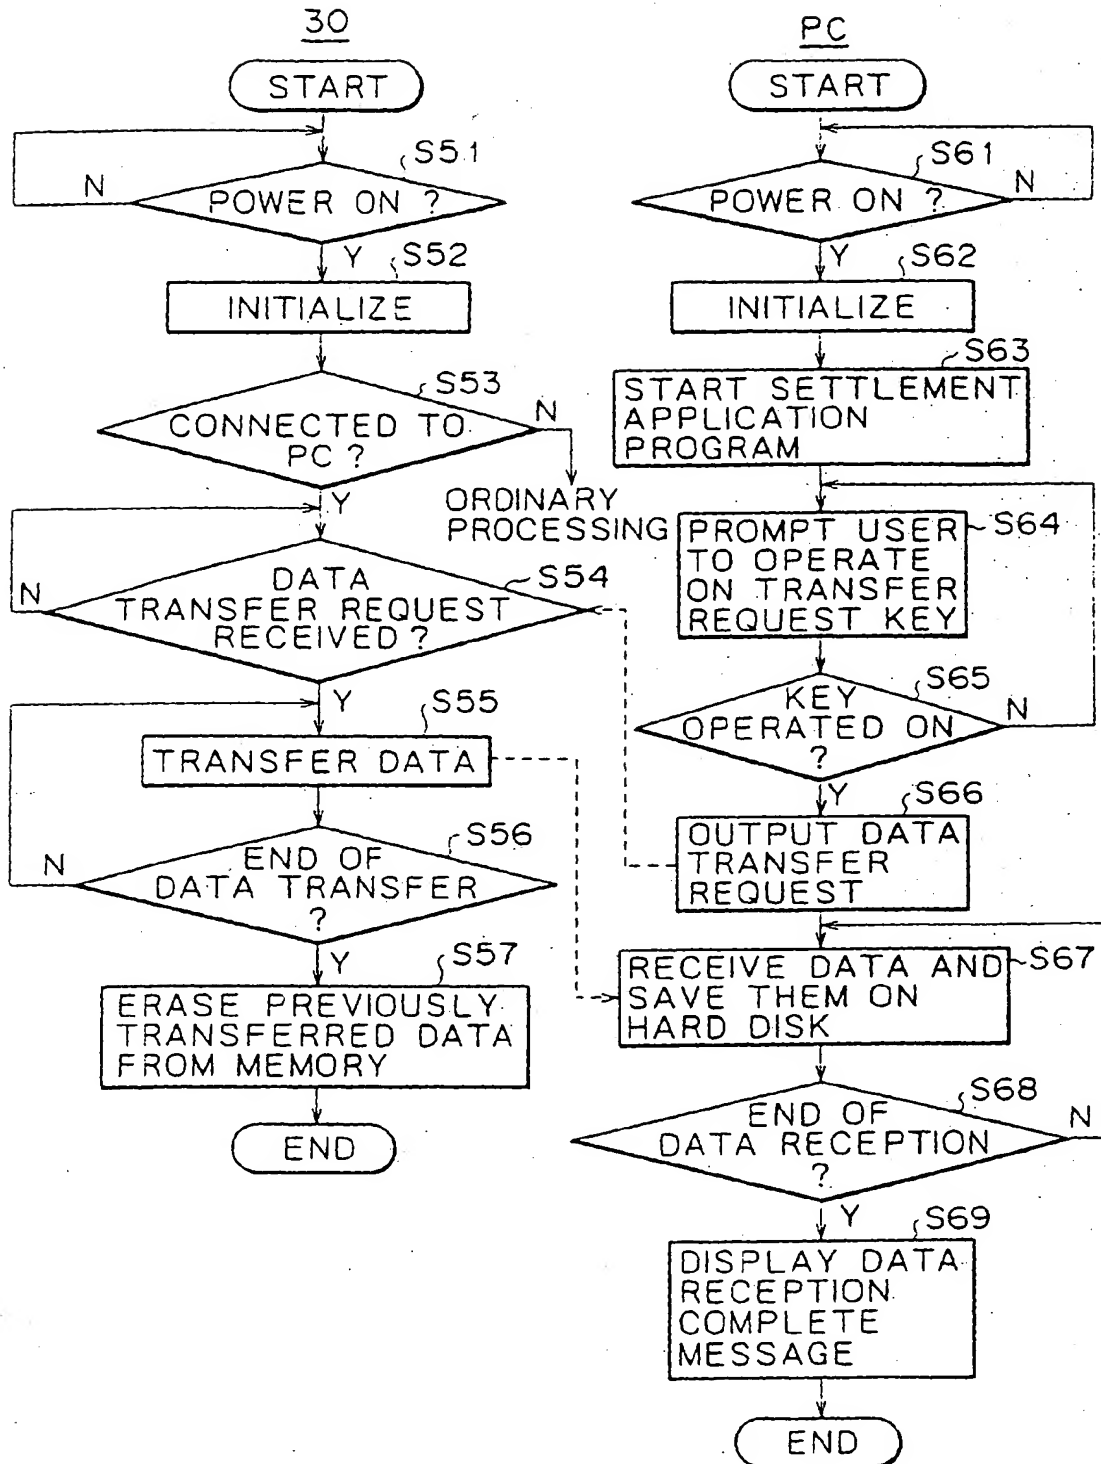 30
START
S51
POWER ON ?
N
Y
S52
INITIALIZE
S53
CONNECTED TO
PC ?
N
Y
ORDINARY
PROCESSING
S54
DATA
TRANSFER REQUEST
RECEIVED ?
N
Y
S55
TRANSFER DATA
S56
END OF
DATA TRANSFER
?
N
Y
S57
ERASE PREVIOUSLY
TRANSFERRED DATA
FROM MEMORY
END
PC
START
S61
POWER ON ?
N
Y
S62
INITIALIZE
S63
START SETTLEMENT
APPLICATION
PROGRAM
S64
PROMPT USER
TO OPERATE
ON TRANSFER
REQUEST KEY
S65
KEY
OPERATED ON
?
N
Y
S66
OUTPUT DATA
TRANSFER
REQUEST
S67
RECEIVE DATA AND
SAVE THEM ON
HARD DISK
S68
END OF
DATA RECEPTION
?
N
Y
S69
DISPLAY DATA
RECEPTION
COMPLETE
MESSAGE
END